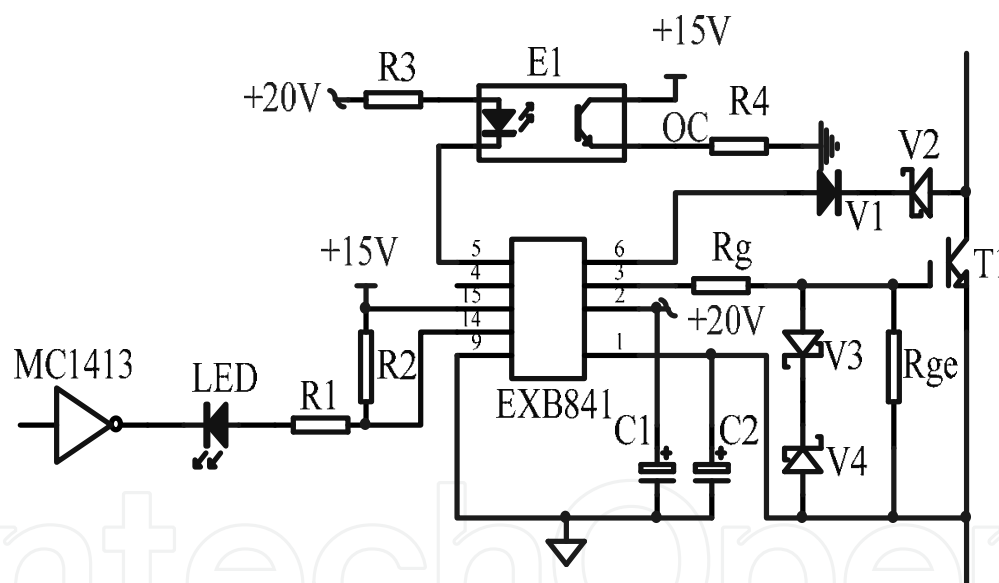 +15V
E1
R3
+20V
R4
OC
V2
V1
+15V
5
6
Rg
T1
4
3
15
2
+20V
14
MC1413
LED
R1
R2
9
1
V3
Rge
EXB841
C1
+
C2
+
V4
ntechOpen